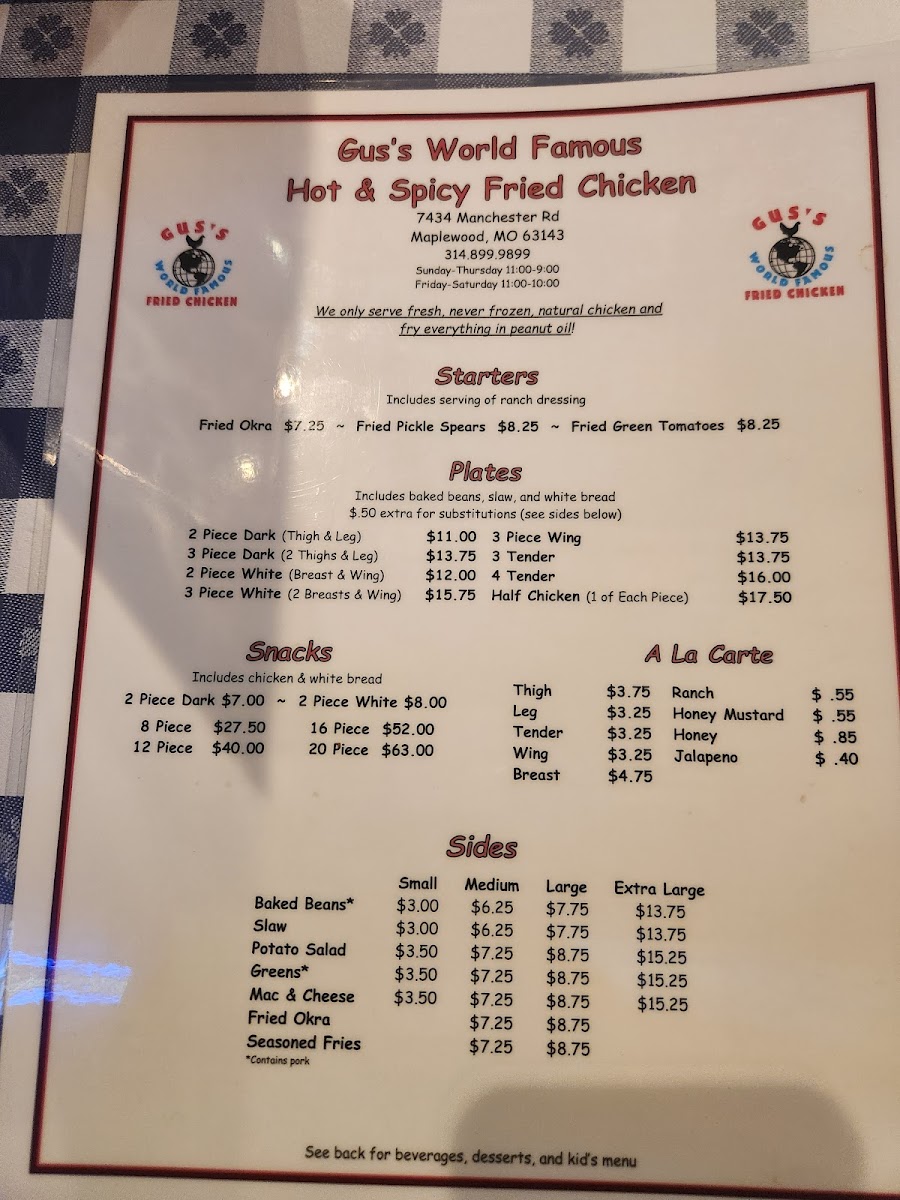 Gus's World Famous
Hot & Spicy Fried Chicken
7434 Manchester Rd
Maplewood, MO 63143
314.899.9899
Sunday-Thursday 11:00-9:00
Friday-Saturday 11:00-10:00
GUS'S
WORLD FAMOUS
FRIED CHICKEN
GUS'S
WORLD FAMOUS
FRIED CHICKEN
We only serve fresh, never frozen, natural chicken and
fry everything in peanut oil!
Starters
Includes serving of ranch dressing
Fried Okra $7.25 ~ Fried Pickle Spears $8.25 ~ Fried Green Tomatoes $8.25
Plates
Includes baked beans, slaw, and white bread
$.50 extra for substitutions (see sides below)
2 Piece Dark (Thigh & Leg) $11.00 3 Piece Wing $13.75
3 Piece Dark (2 Thighs & Leg) $13.75 3 Tender $13.75
2 Piece White (Breast & Wing) $12.00 4 Tender $16.00
3 Piece White (2 Breasts & Wing) $15.75 Half Chicken (1 of Each Piece) $17.50
Snacks
Includes chicken & white bread
2 Piece Dark $7.00 ~ 2 Piece White $8.00
8 Piece $27.50 16 Piece $52.00
12 Piece $40.00 20 Piece $63.00
A La Carte
Thigh $3.75 Ranch $ .55
Leg $3.25 Honey Mustard $ .55
Tender $3.25 Honey $ .85
Wing $3.25 Jalapeno $ .40
Breast $4.75
Sides
Small Medium Large Extra Large
Baked Beans* $3.00 $6.25 $7.75 $13.75
Slaw $3.00 $6.25 $7.75 $13.75
Potato Salad $3.50 $7.25 $8.75 $15.25
Greens* $3.50 $7.25 $8.75 $15.25
Mac & Cheese $3.50 $7.25 $8.75 $15.25
Fried Okra $7.25 $8.75
Seasoned Fries $7.25 $8.75
*Contains pork
See back for beverages, desserts, and kid's menu